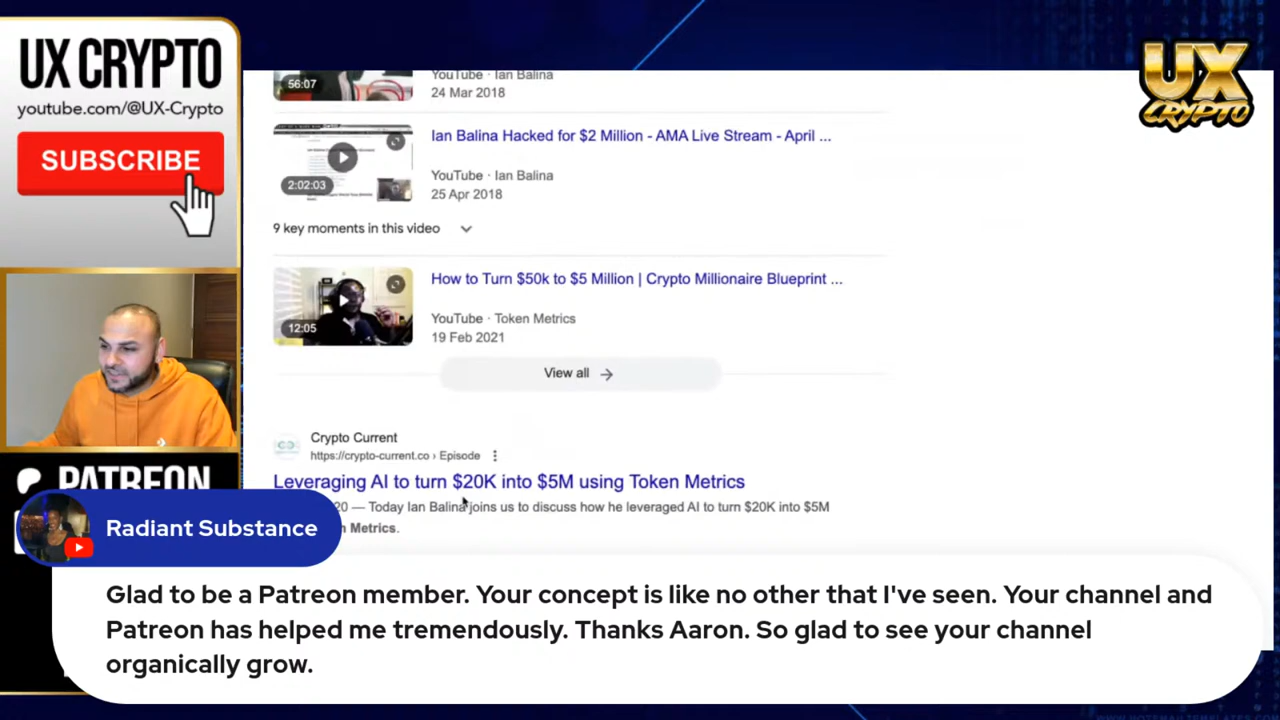 UX CRYPTO
youtube.com/@UX-Crypto
SUBSCRIBE
UX
CRYPTO
56:07
YouTube · Ian Balina
24 Mar 2018
Ian Balina Hacked for $2 Million - AMA Live Stream - April ...
2:02:03
YouTube · Ian Balina
25 Apr 2018
9 key moments in this video
How to Turn $50k to $5 Million | Crypto Millionaire Blueprint ...
12:05
YouTube · Token Metrics
19 Feb 2021
View all
Crypto Current
https://crypto-current.co › Episode
Leveraging AI to turn $20K into $5M using Token Metrics
20 — Today Ian Balina joins us to discuss how he leveraged AI to turn $20K into $5M
Metrics.
PATREON
Radiant Substance
Glad to be a Patreon member. Your concept is like no other that I've seen. Your channel and
Patreon has helped me tremendously. Thanks Aaron. So glad to see your channel
organically grow.